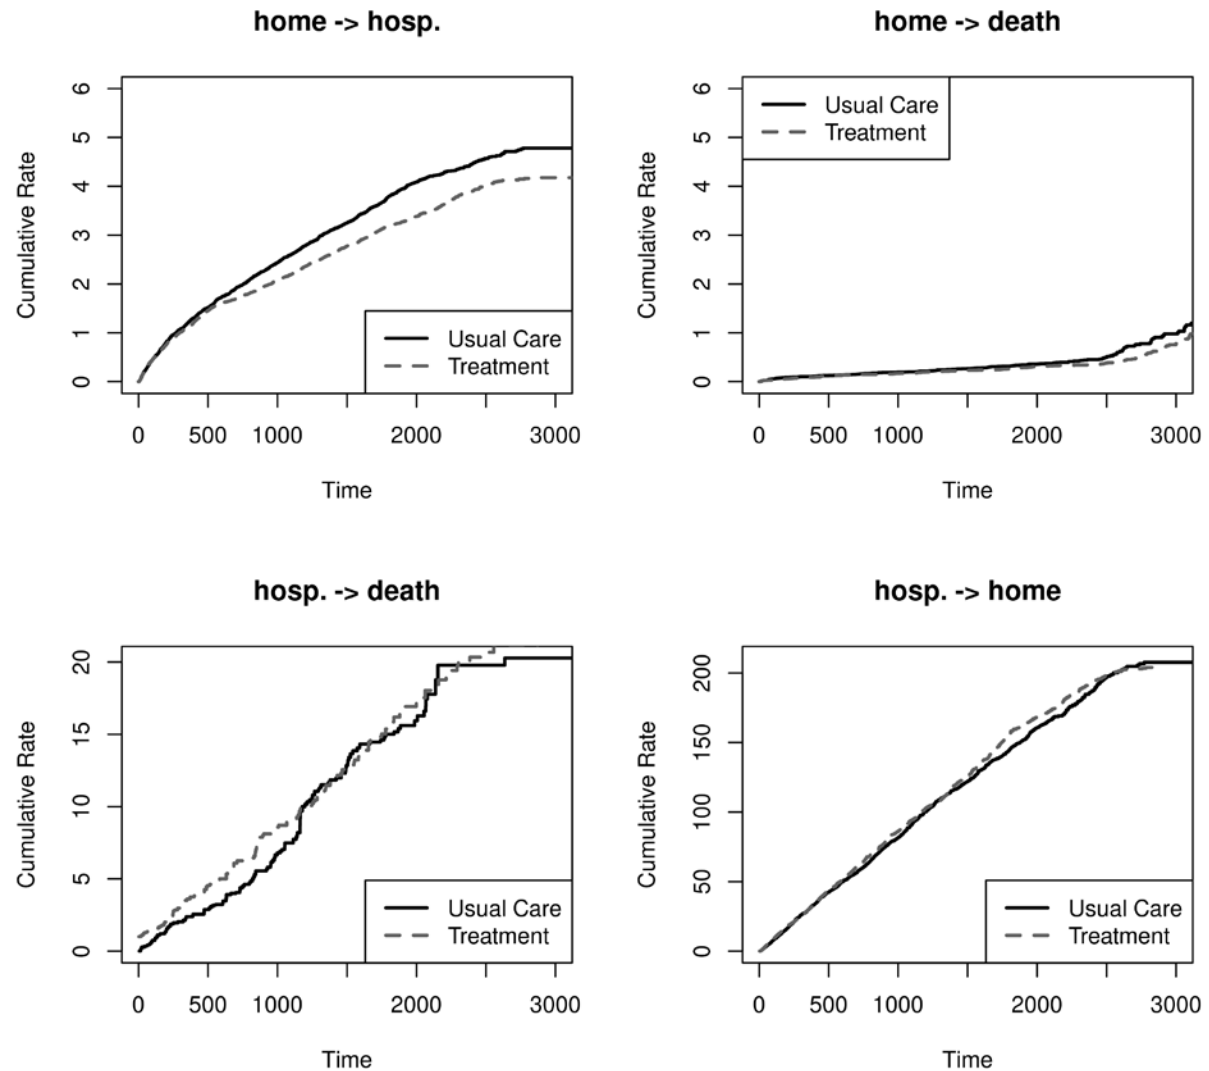 home -> hosp.
Cumulative Rate
6
5
4
3
2
1
0
Usual Care
Treatment
0 500 1000 2000 3000
Time
home -> death
Cumulative Rate
6
5
4
3
2
1
0
Usual Care
Treatment
0 500 1000 2000 3000
Time
hosp. -> death
Cumulative Rate
20
15
10
5
0
Usual Care
Treatment
0 500 1000 2000 3000
Time
hosp. -> home
Cumulative Rate
200
150
100
50
0
Usual Care
Treatment
0 500 1000 2000 3000
Time